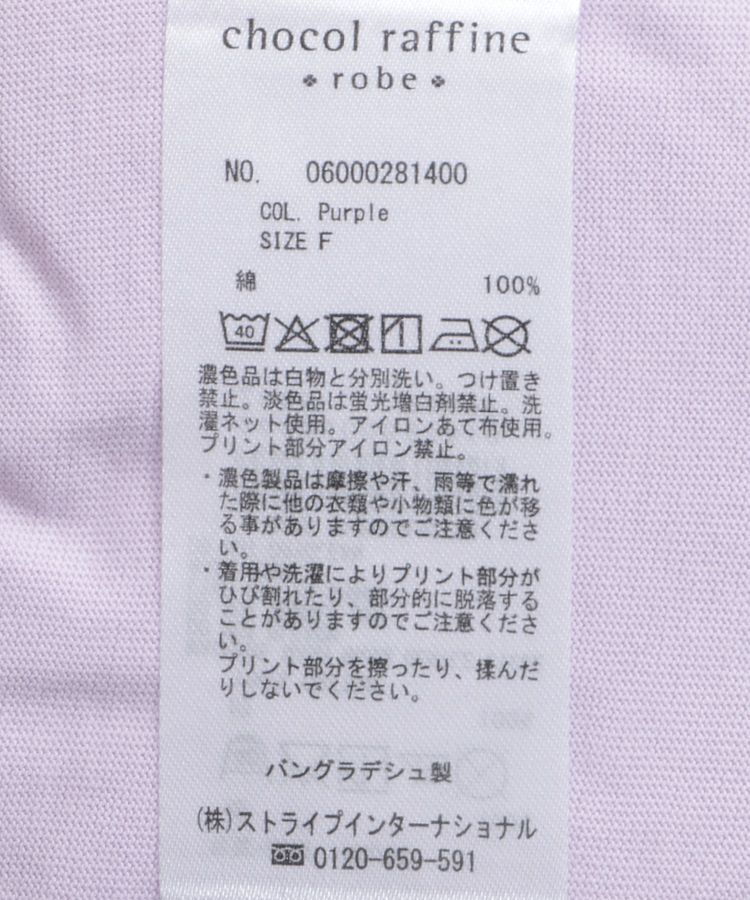 chocol raffine
robe
NO. 06000281400
COL. Purple
SIZE F
綿 100%
40
濃色品は白物と分別洗い。つけ置き
禁止。淡色品は蛍光増白剤禁止。洗
濯ネット使用。アイロンあて布使用。
プリント部分アイロン禁止。
・濃色製品は摩擦や汗、雨等で濡れ
た際に他の衣類や小物類に色が移
る事がありますのでご注意くださ
い。
・着用や洗濯によりプリント部分が
ひび割れたり、部分的に脱落する
ことがありますのでご注意くださ
い。
プリント部分を擦ったり、揉んだ
りしないでください。
バングラデシュ製
(株)ストライプインターナショナル
0120-659-591